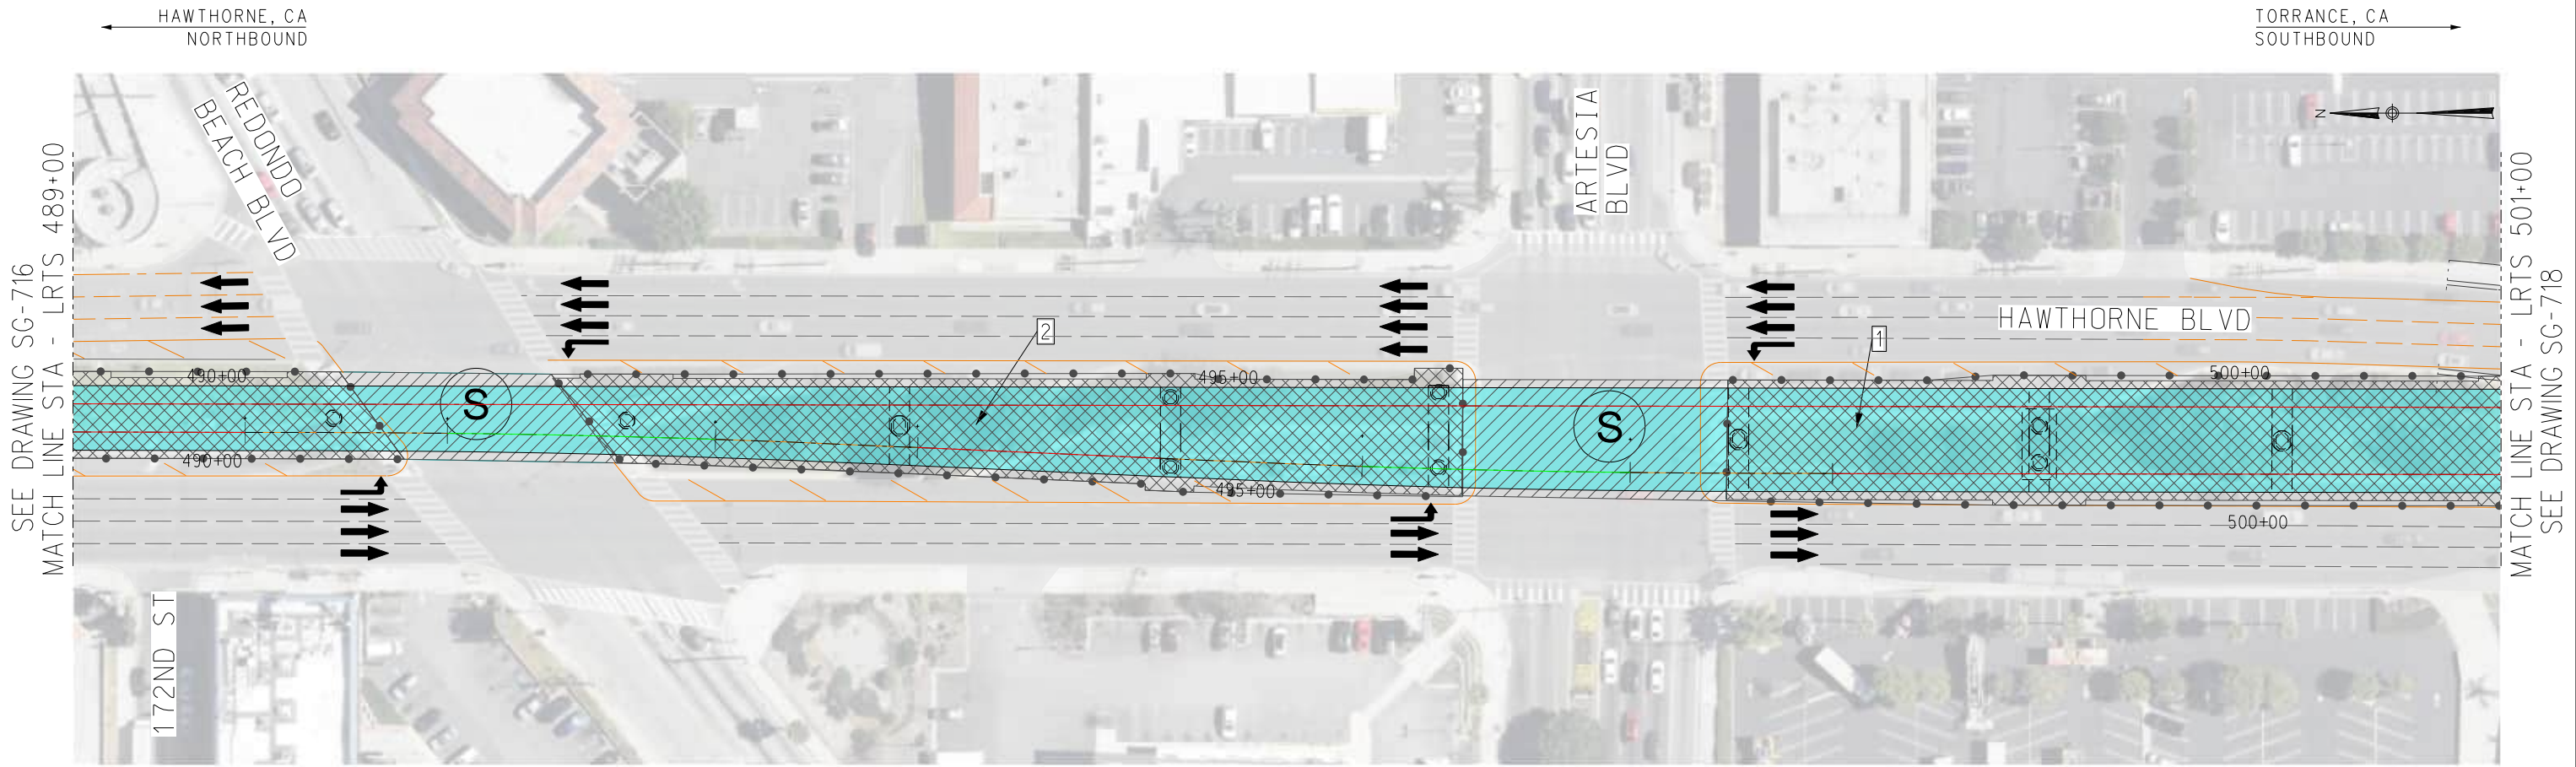 HAWTHORNE, CA
NORTHBOUND
TORRANCE, CA
SOUTHBOUND
SEE DRAWING SG-716
MATCH LINE STA - LRTS 489+00
REDONDO
BEACH BLVD
ARTESIA
BLVD
N
MATCH LINE STA - LRTS 501+00
SEE DRAWING SG-718
HAWTHORNE BLVD
2
1
490+00
495+00
500+00
S
S
490+00
495+00
500+00
172ND ST